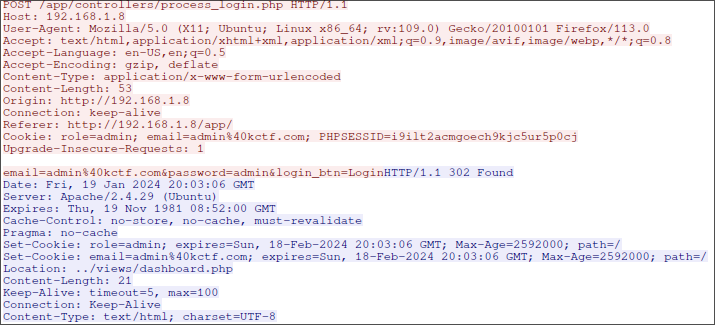 POST /app/controllers/process_login.php HTTP/1.1
Host: 192.168.1.8
User-Agent: Mozilla/5.0 (X11; Ubuntu; Linux x86_64; rv:109.0) Gecko/20100101 Firefox/113.0
Accept: text/html,application/xhtml+xml,application/xml;q=0.9,image/avif,image/webp,*/*;q=0.8
Accept-Language: en-US,en;q=0.5
Accept-Encoding: gzip, deflate
Content-Type: application/x-www-form-urlencoded
Content-Length: 53
Origin: http://192.168.1.8
Connection: keep-alive
Referer: http://192.168.1.8/app/
Cookie: role=admin; email=admin%40kctf.com; PHPSESSID=i9ilt2acmgoech9kjc5ur5p0cj
Upgrade-Insecure-Requests: 1
email=admin%40kctf.com&password=admin&login_btn=LoginHTTP/1.1 302 Found
Date: Fri, 19 Jan 2024 20:03:06 GMT
Server: Apache/2.4.29 (Ubuntu)
Expires: Thu, 19 Nov 1981 08:52:00 GMT
Cache-Control: no-store, no-cache, must-revalidate
Pragma: no-cache
Set-Cookie: role=admin; expires=Sun, 18-Feb-2024 20:03:06 GMT; Max-Age=2592000; path=/
Set-Cookie: email=admin%40kctf.com; expires=Sun, 18-Feb-2024 20:03:06 GMT; Max-Age=2592000; path=/
Location: ../views/dashboard.php
Content-Length: 21
Keep-Alive: timeout=5, max=100
Connection: Keep-Alive
Content-Type: text/html; charset=UTF-8